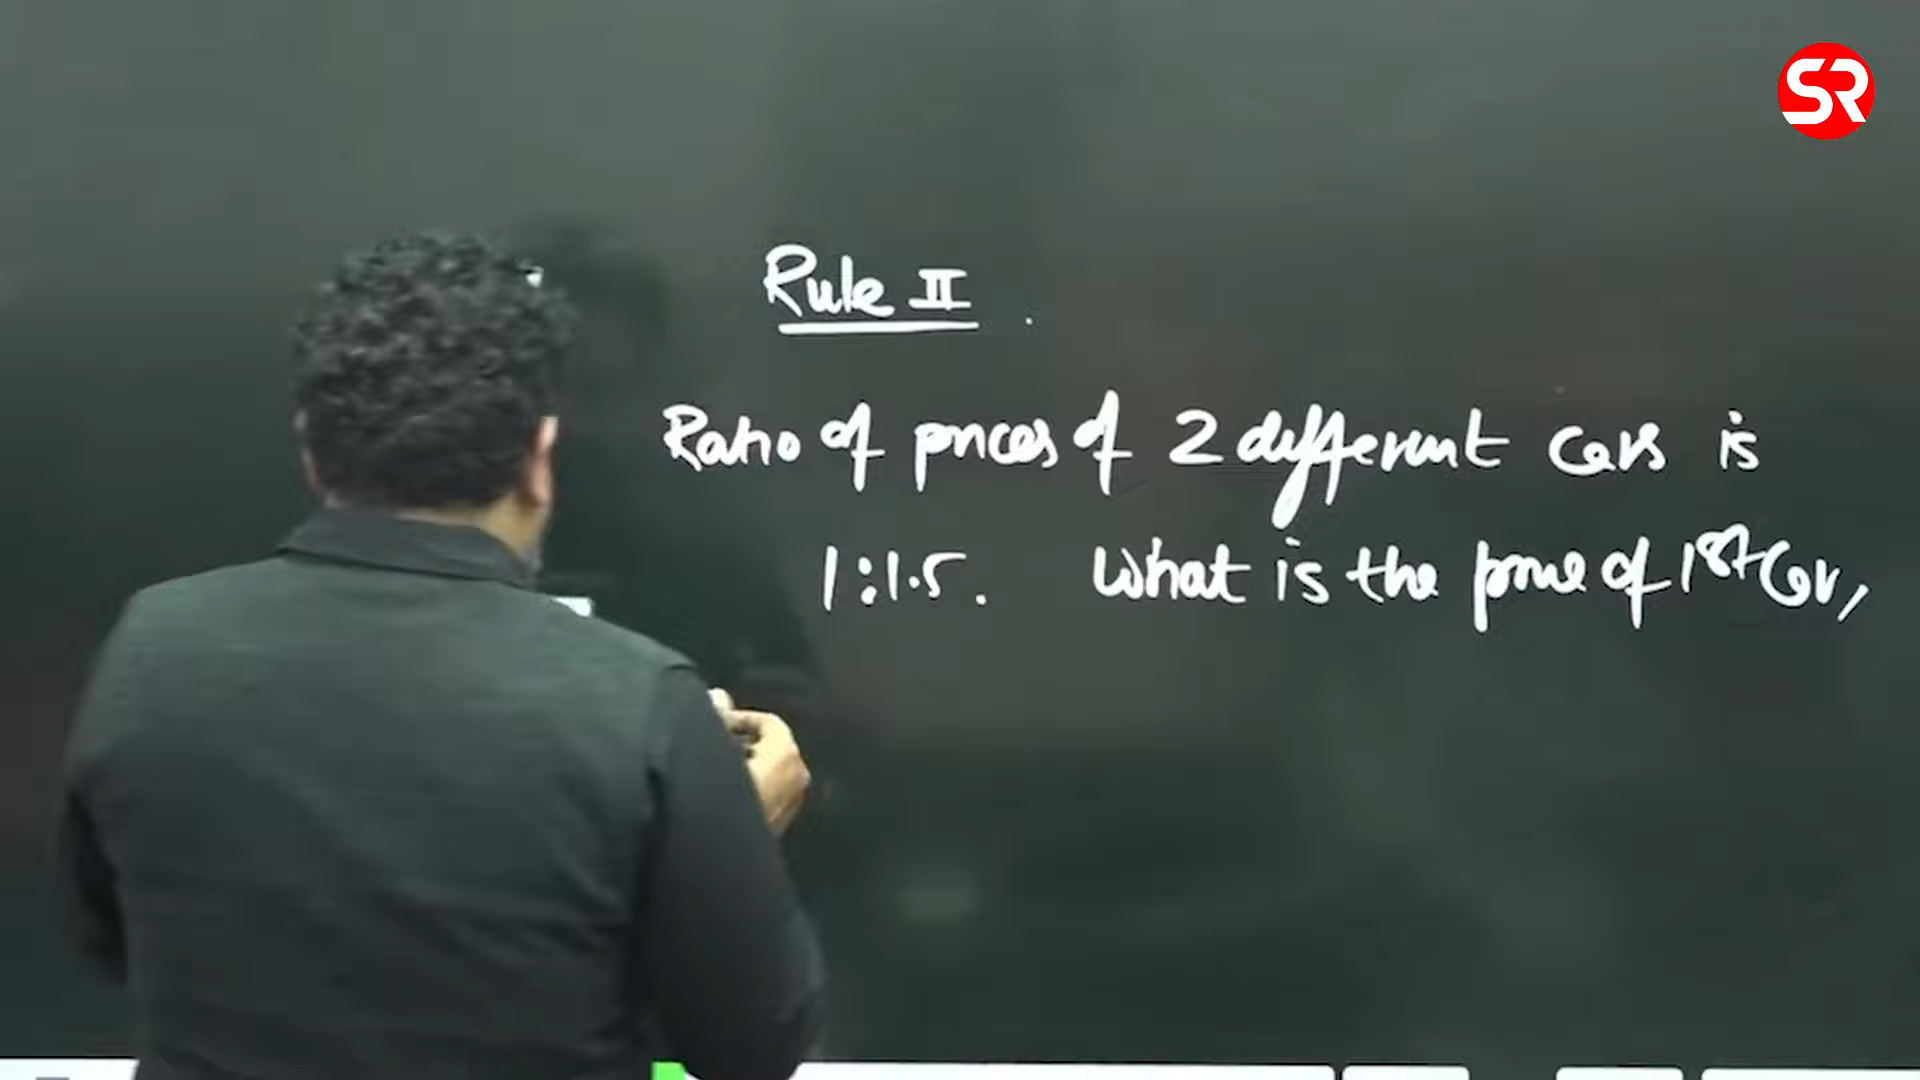 SR
Rule II .
Ratio of prices of 2 different cars is
1:1.5. What is the price of 1st Car,